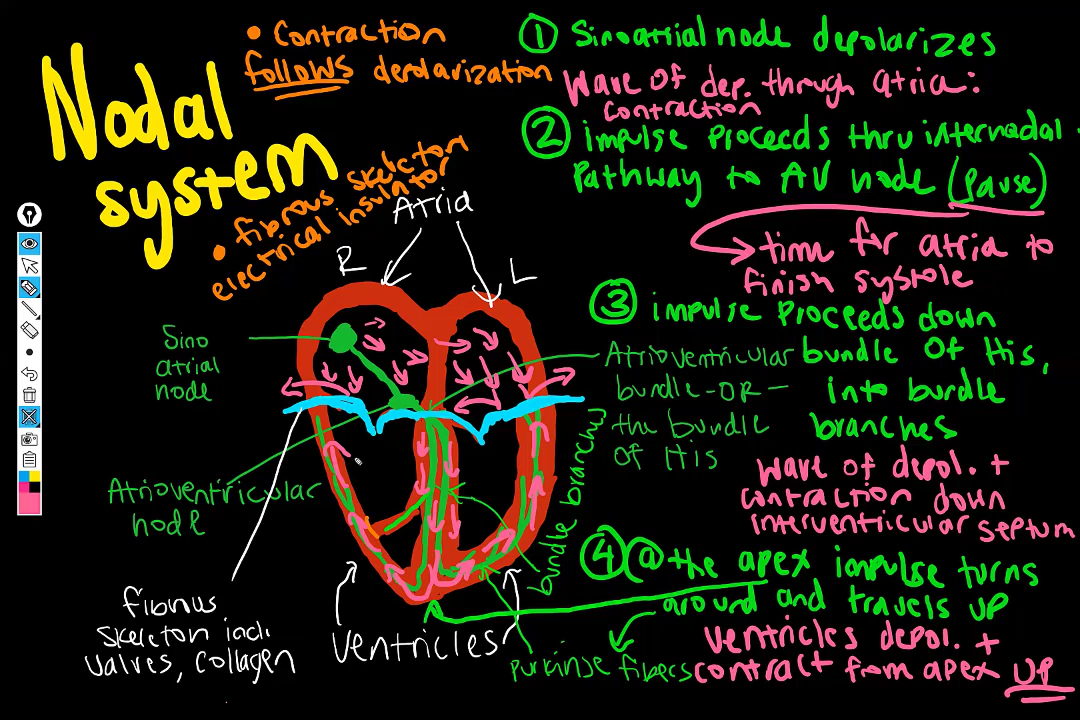 Nodal
system
• Contraction
follows depolarization
• fibrous skeleton
electrical insulator
Atria
R
L
Sino
atrial
node
Atrioventricular
node
fibrous
skeleton incl.
valves, collagen
Ventricles
Atrioventricular
bundle -OR-
the bundle
of His
bundle branches
Purkinje fibers
① Sinoatrial node depolarizes
wave of dep. through atria:
contraction
② impulse proceeds thru internodal
Pathway to AV node (pause)
time for atria to
finish systole
③ impulse proceeds down
bundle of His,
into bundle
branches
wave of depol. +
contraction down
interventricular septum
④ @ the apex impulse turns
around and travels up
ventricles depol. +
contract from apex up